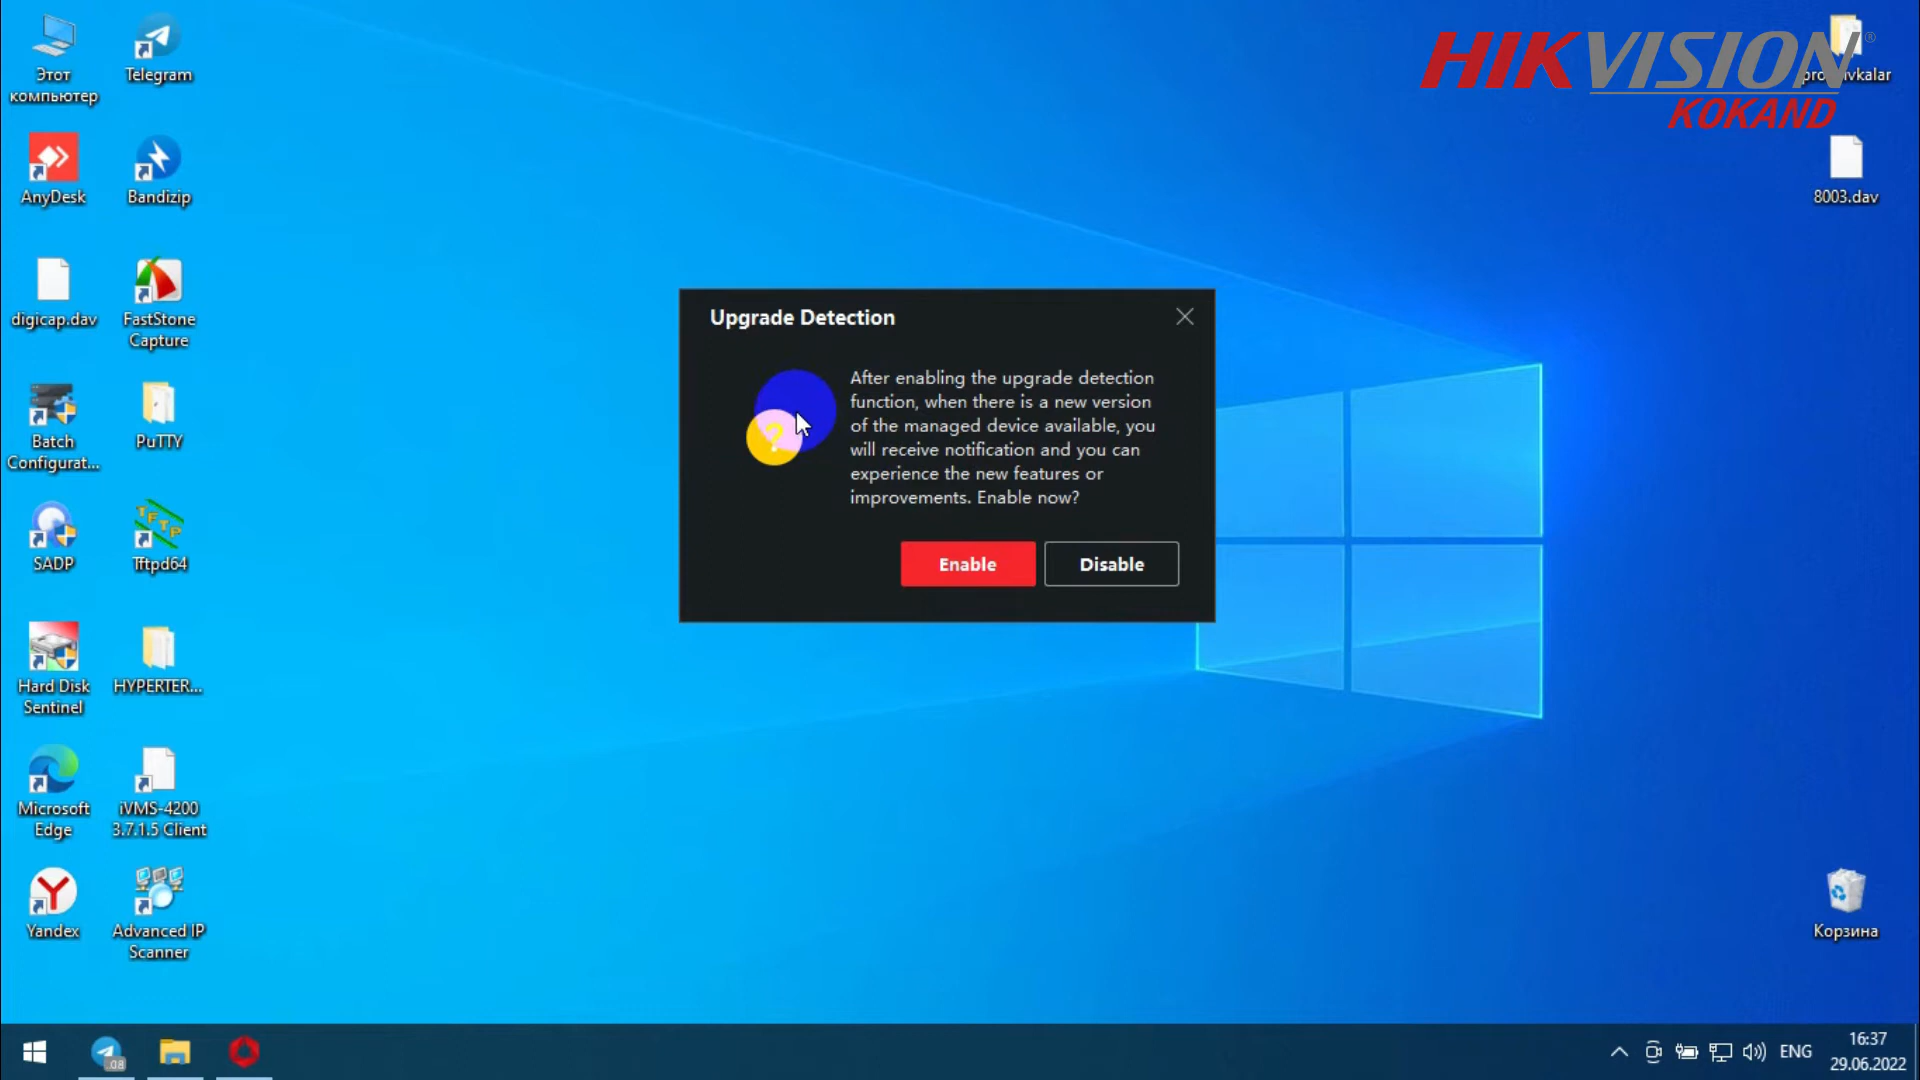 Этот
компьютер
Telegram
AnyDesk
Bandizip
digicap.dav
FastStone
Capture
Batch
Configurat...
PuTTY
SADP
TFTP
Tftpd64
Hard Disk
Sentinel
HYPERTER...
Microsoft
Edge
iVMS-4200
3.7.1.5 Client
Yandex
Advanced IP
Scanner
HIKVISION®
KOKAND
8003.dav
Корзина
Upgrade Detection
?
After enabling the upgrade detection
function, when there is a new version
of the managed device available, you
will receive notification and you can
experience the new features or
improvements. Enable now?
Enable
Disable
.08
ENG
16:37
29.06.2022